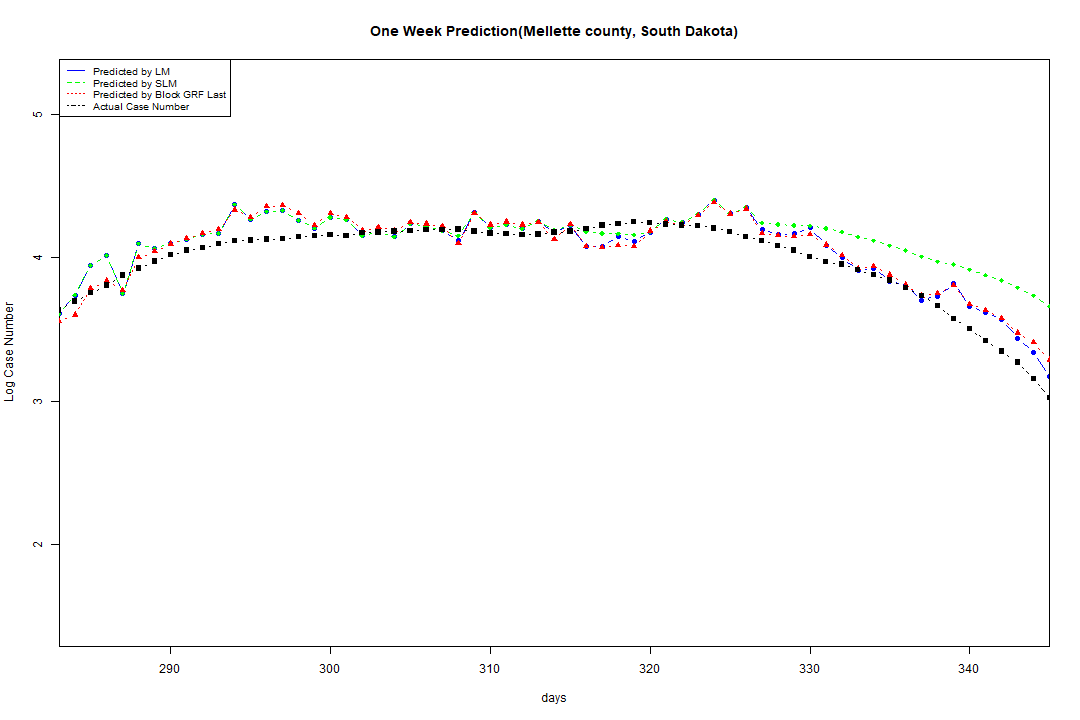 One Week Prediction(Mellette county, South Dakota)
Predicted by LM
Predicted by SLM
Predicted by Block GRF Last
Actual Case Number
5
4
3
2
Log Case Number
290 300 310 320 330 340
days